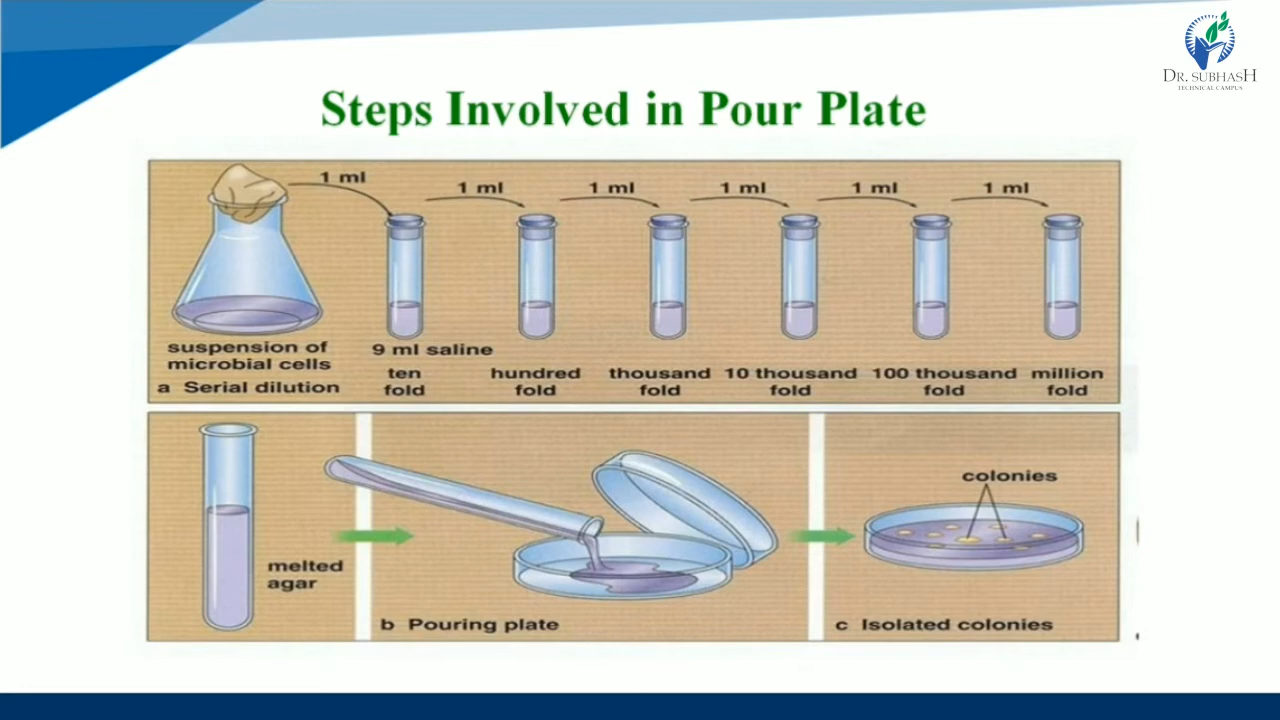 DR. SUBHASH
TECHNICAL CAMPUS
Steps Involved in Pour Plate
1 ml
1 ml
1 ml
1 ml
1 ml
1 ml
suspension of
microbial cells
a Serial dilution
9 ml saline
ten
fold
hundred
fold
thousand
fold
10 thousand
fold
100 thousand
fold
million
fold
melted
agar
b Pouring plate
colonies
c Isolated colonies